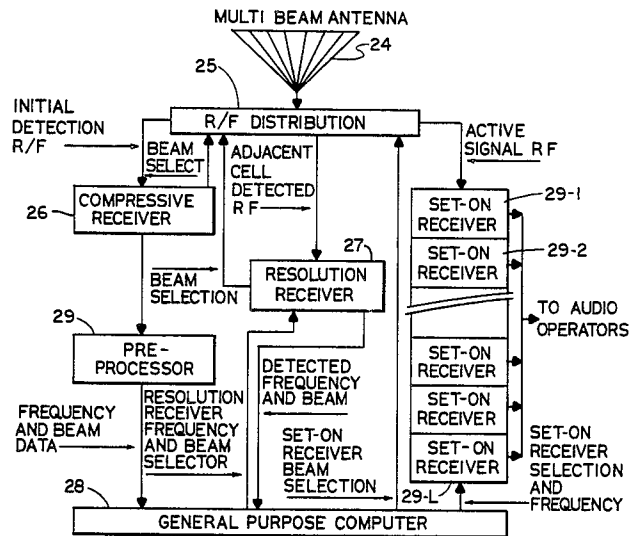 MULTI BEAM ANTENNA
24
25
R/F DISTRIBUTION
INITIAL
DETECTION
R/F
BEAM
SELECT
ADJACENT
CELL
DETECTED
RF
ACTIVE
SIGNAL RF
26
COMPRESSIVE
RECEIVER
29-1
SET-ON
RECEIVER
29-2
SET-ON
RECEIVER
27
RESOLUTION
RECEIVER
BEAM
SELECTION
TO AUDIO
OPERATORS
29
PRE-
PROCESSOR
SET-ON
RECEIVER
DETECTED
FREQUENCY
AND BEAM
SET-ON
RECEIVER
FREQUENCY
AND BEAM
DATA
RESOLUTION
RECEIVER
FREQUENCY
AND BEAM
SELECTOR
SET-ON
RECEIVER
BEAM
SELECTION
SET-ON
RECEIVER
29-L
SET-ON
RECEIVER
SELECTION
AND
FREQUENCY
28
GENERAL PURPOSE COMPUTER